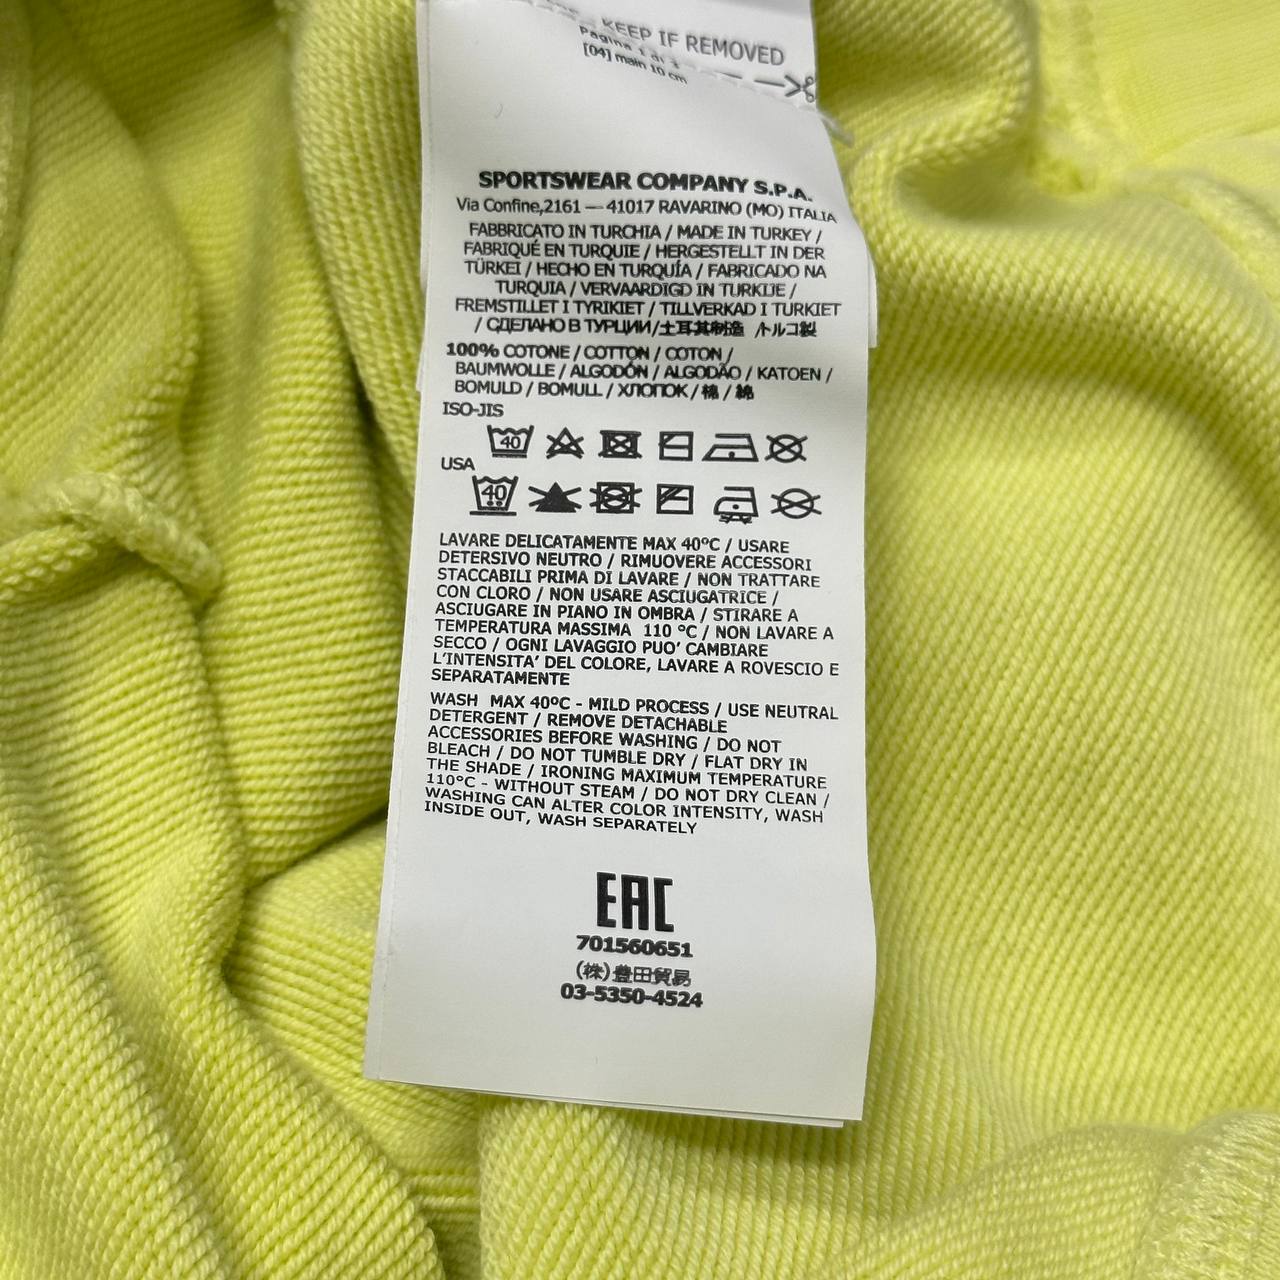 KEEP IF REMOVED
Pagina 1 di
[04] main 10 cm
SPORTSWEAR COMPANY S.P.A.
Via Confine,2161 — 41017 RAVARINO (MO) ITALIA
FABBRICATO IN TURCHIA / MADE IN TURKEY /
FABRIQUÉ EN TURQUIE / HERGESTELLT IN DER
TÜRKEI / HECHO EN TURQUÍA / FABRICADO NA
TURQUIA / VERVAARDIGD IN TURKIJE /
FREMSTILLET I TYRIKIET / TILLVERKAD I TURKIET
/ СДЕЛАНО В ТУРЦИИ/土耳其制造 /トルコ製
100% COTONE / COTTON / COTON /
BAUMWOLLE / ALGODÓN / ALGODÃO / KATOEN /
BOMULD / BOMULL / ХЛОПОК / 棉 / 綿
ISO-JIS
40
USA
40
LAVARE DELICATAMENTE MAX 40°C / USARE
DETERSIVO NEUTRO / RIMUOVERE ACCESSORI
STACCABILI PRIMA DI LAVARE / NON TRATTARE
CON CLORO / NON USARE ASCIUGATRICE /
ASCIUGARE IN PIANO IN OMBRA / STIRARE A
TEMPERATURA MASSIMA 110 °C / NON LAVARE A
SECCO / OGNI LAVAGGIO PUO' CAMBIARE
L'INTENSITA' DEL COLORE, LAVARE A ROVESCIO E
SEPARATAMENTE
WASH MAX 40ºC - MILD PROCESS / USE NEUTRAL
DETERGENT / REMOVE DETACHABLE
ACCESSORIES BEFORE WASHING / DO NOT
BLEACH / DO NOT TUMBLE DRY / FLAT DRY IN
THE SHADE / IRONING MAXIMUM TEMPERATURE
110°C - WITHOUT STEAM / DO NOT DRY CLEAN /
WASHING CAN ALTER COLOR INTENSITY, WASH
INSIDE OUT, WASH SEPARATELY
EAC
701560651
(株)豊田貿易
03-5350-4524